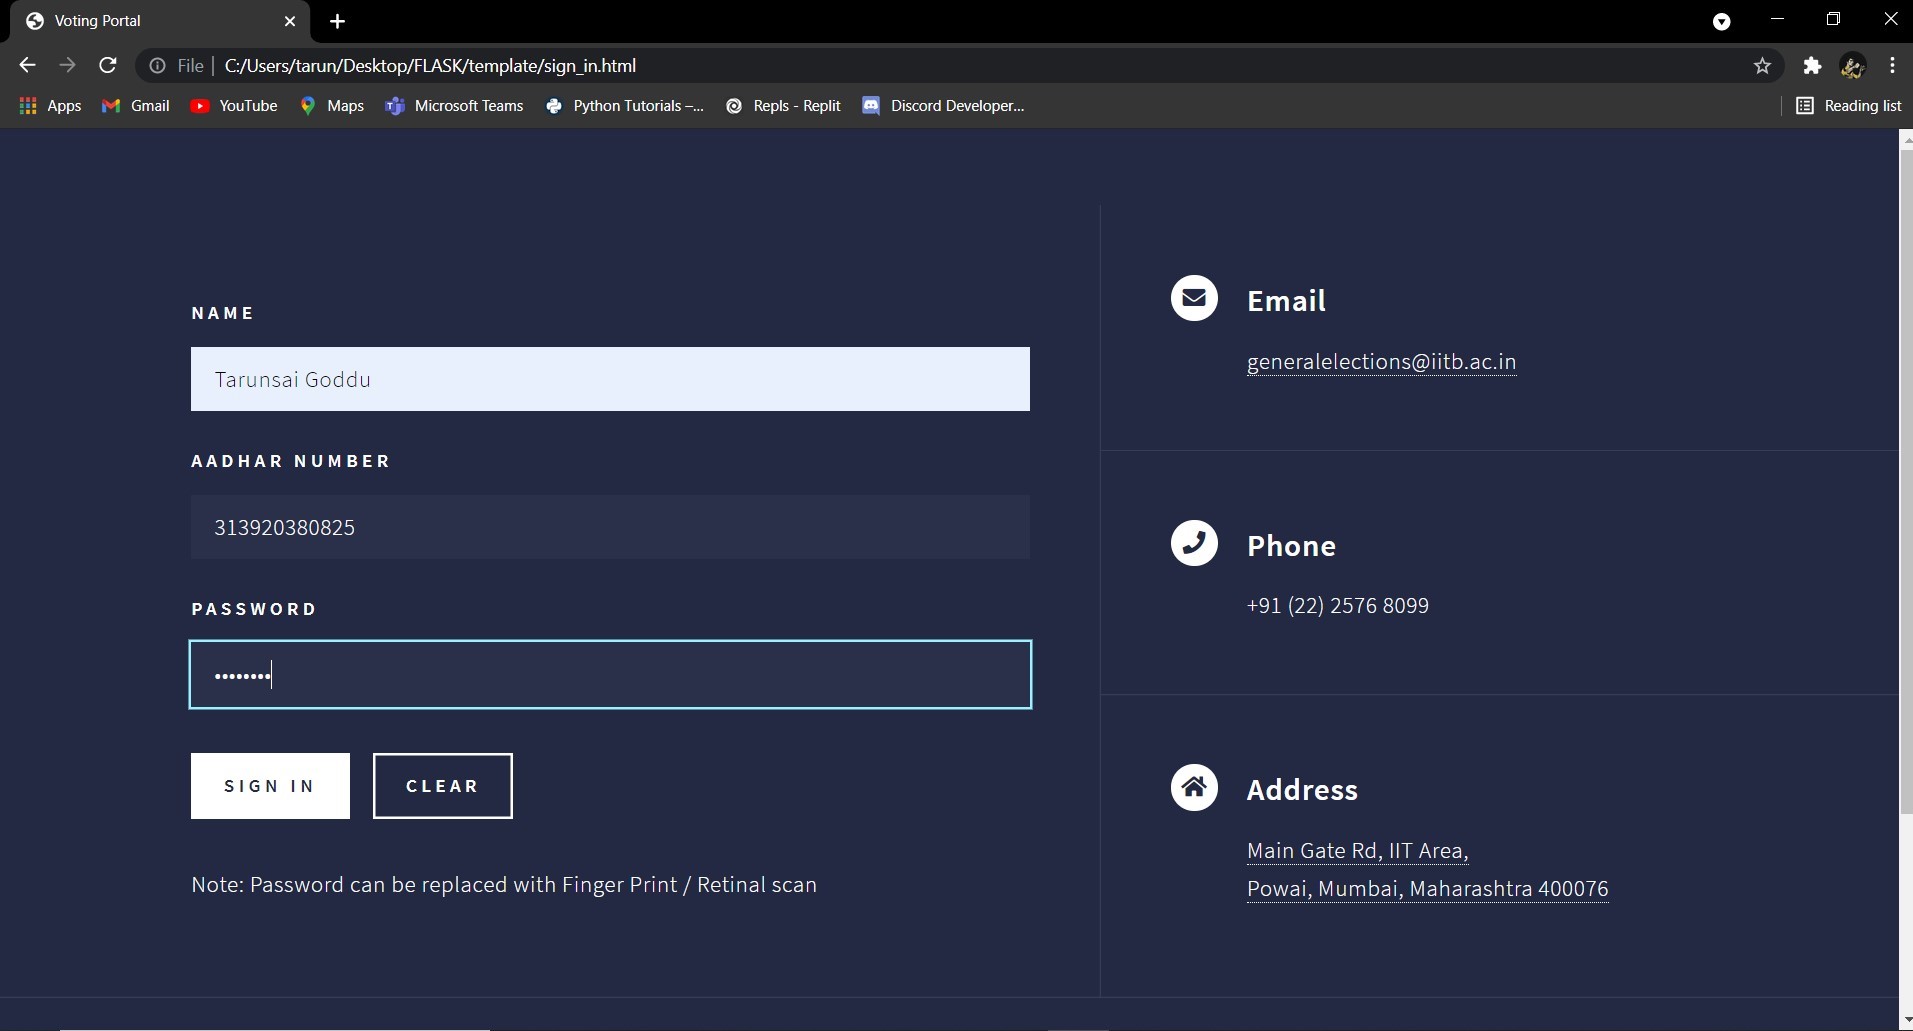 Voting Portal
File
C:/Users/tarun/Desktop/FLASK/template/sign_in.html
Apps
Gmail
YouTube
Maps
Microsoft Teams
Python Tutorials –...
Repls - Replit
Discord Developer...
Reading list
NAME
Tarunsai Goddu
AADHAR NUMBER
313920380825
PASSWORD
••••••••
SIGN IN
CLEAR
Note: Password can be replaced with Finger Print / Retinal scan
Email
generalelections@iitb.ac.in
Phone
+91 (22) 2576 8099
Address
Main Gate Rd, IIT Area,
Powai, Mumbai, Maharashtra 400076